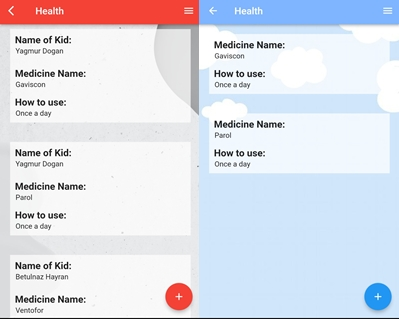 Health
Name of Kid:
Yagmur Dogan
Medicine Name:
Gaviscon
How to use:
Once a day
Name of Kid:
Yagmur Dogan
Medicine Name:
Parol
How to use:
Once a day
Name of Kid:
Betulnaz Hayran
Medicine Name:
Ventofor
Health
Medicine Name:
Gaviscon
How to use:
Once a day
Medicine Name:
Parol
How to use:
Once a day